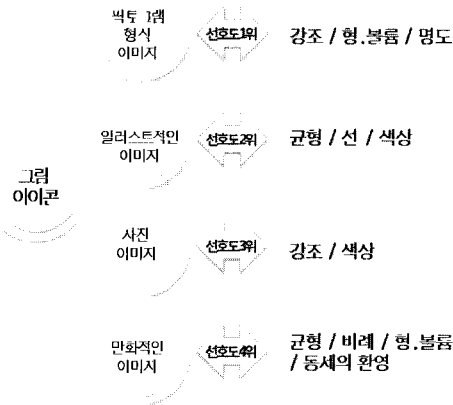 픽토그램
형식
이미지
선호도1위
강조 / 형.볼륨 / 명도
일러스트적인
이미지
선호도2위
균형 / 선 / 색상
그림
아이콘
사진
이미지
선호도3위
강조 / 색상
만화적인
이미지
선호도4위
균형 / 비례 / 형.볼륨
/ 동세의 환영